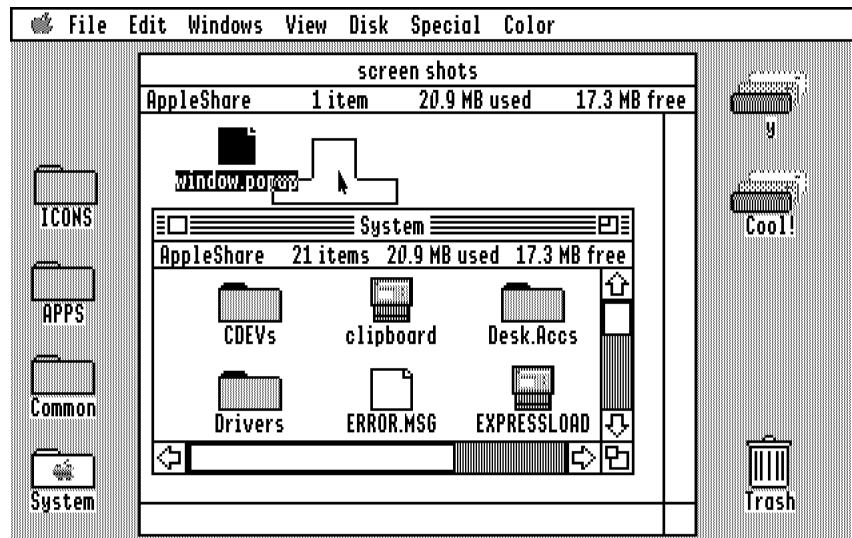 File Edit Windows View Disk Special Color
screen shots
AppleShare 1 item 20.9 MB used 17.3 MB free
window.popup
System
AppleShare 21 items 20.9 MB used 17.3 MB free
CDEVs clipboard Desk.Accs
Drivers ERROR.MSG EXPRESSLOAD
ICONS
APPS
Common
System
y
Cool!
Trash